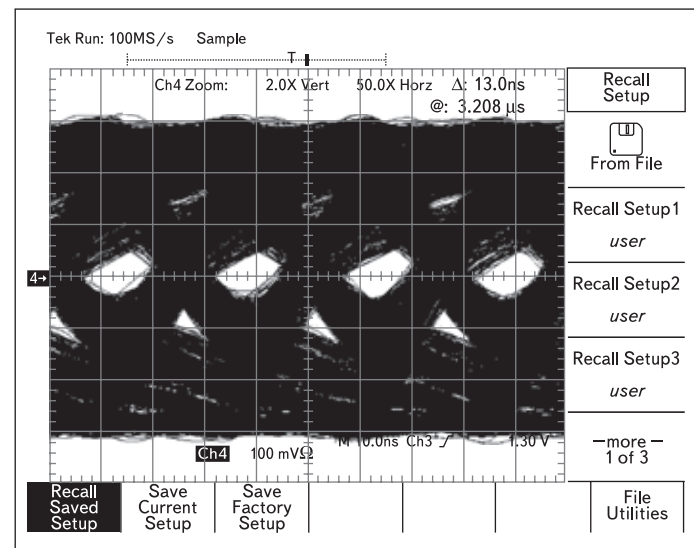 Tek Run: 100MS/s Sample
T
Ch4 Zoom: 2.0X Vert 50.0X Horz Δ: 13.0ns
@: 3.208 µs
4→
Ch4 100 mVΩ M 10.0ns Ch3 ⌡ 1.30 V
Recall
Setup
From File
Recall Setup1
user
Recall Setup2
user
Recall Setup3
user
—more—
1 of 3
Recall
Saved
Setup
Save
Current
Setup
Save
Factory
Setup
File
Utilities